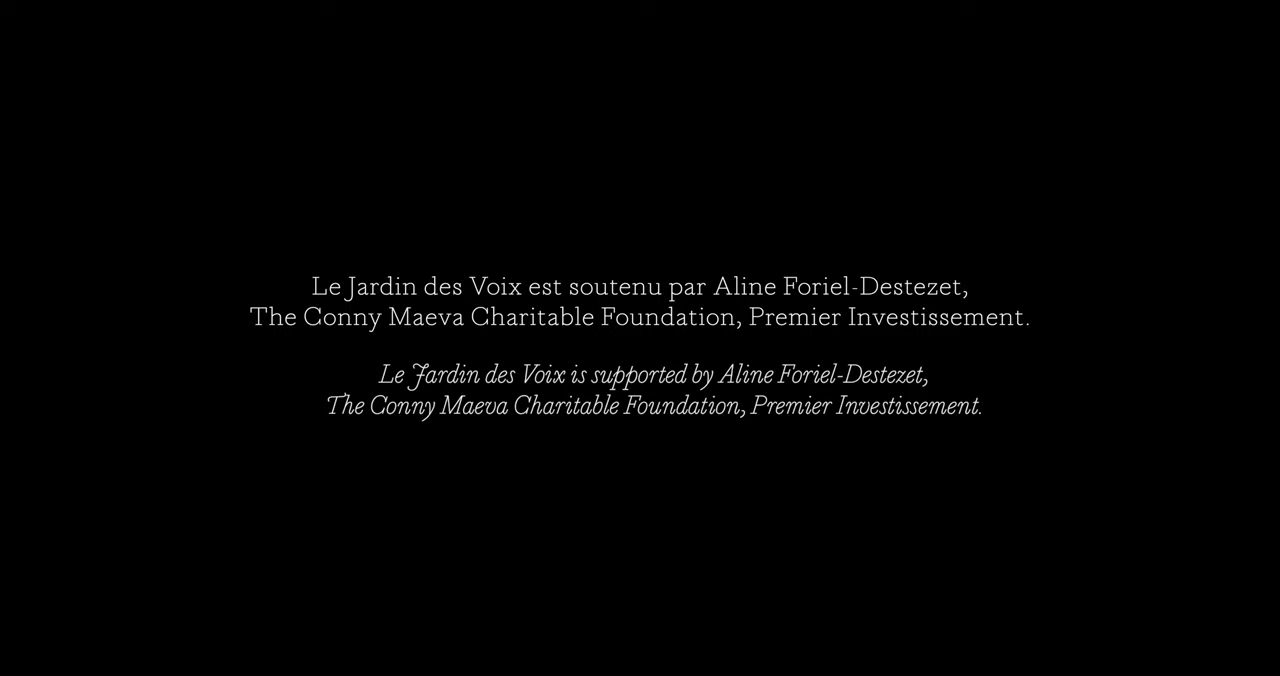 Le Jardin des Voix est soutenu par Aline Foriel-Destezet,
The Conny Maeva Charitable Foundation, Premier Investissement.
Le Jardin des Voix is supported by Aline Foriel-Destezet,
The Conny Maeva Charitable Foundation, Premier Investissement.